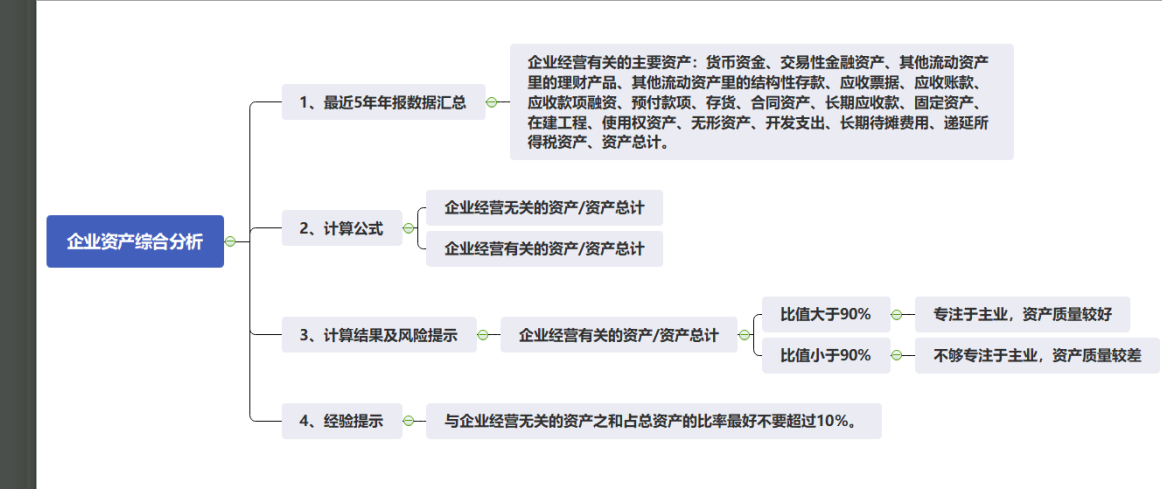 企业资产综合分析
1、最近5年年报数据汇总
企业经营有关的主要资产：货币资金、交易性金融资产、其他流动资产
里的理财产品、其他流动资产里的结构性存款、应收票据、应收账款、
应收款项融资、预付款项、存货、合同资产、长期应收款、固定资产、
在建工程、使用权资产、无形资产、开发支出、长期待摊费用、递延所
得税资产、资产总计。
2、计算公式
企业经营无关的资产/资产总计
企业经营有关的资产/资产总计
3、计算结果及风险提示
企业经营有关的资产/资产总计
比值大于90%
专注于主业，资产质量较好
比值小于90%
不够专注于主业，资产质量较差
4、经验提示
与企业经营无关的资产之和占总资产的比率最好不要超过10%。